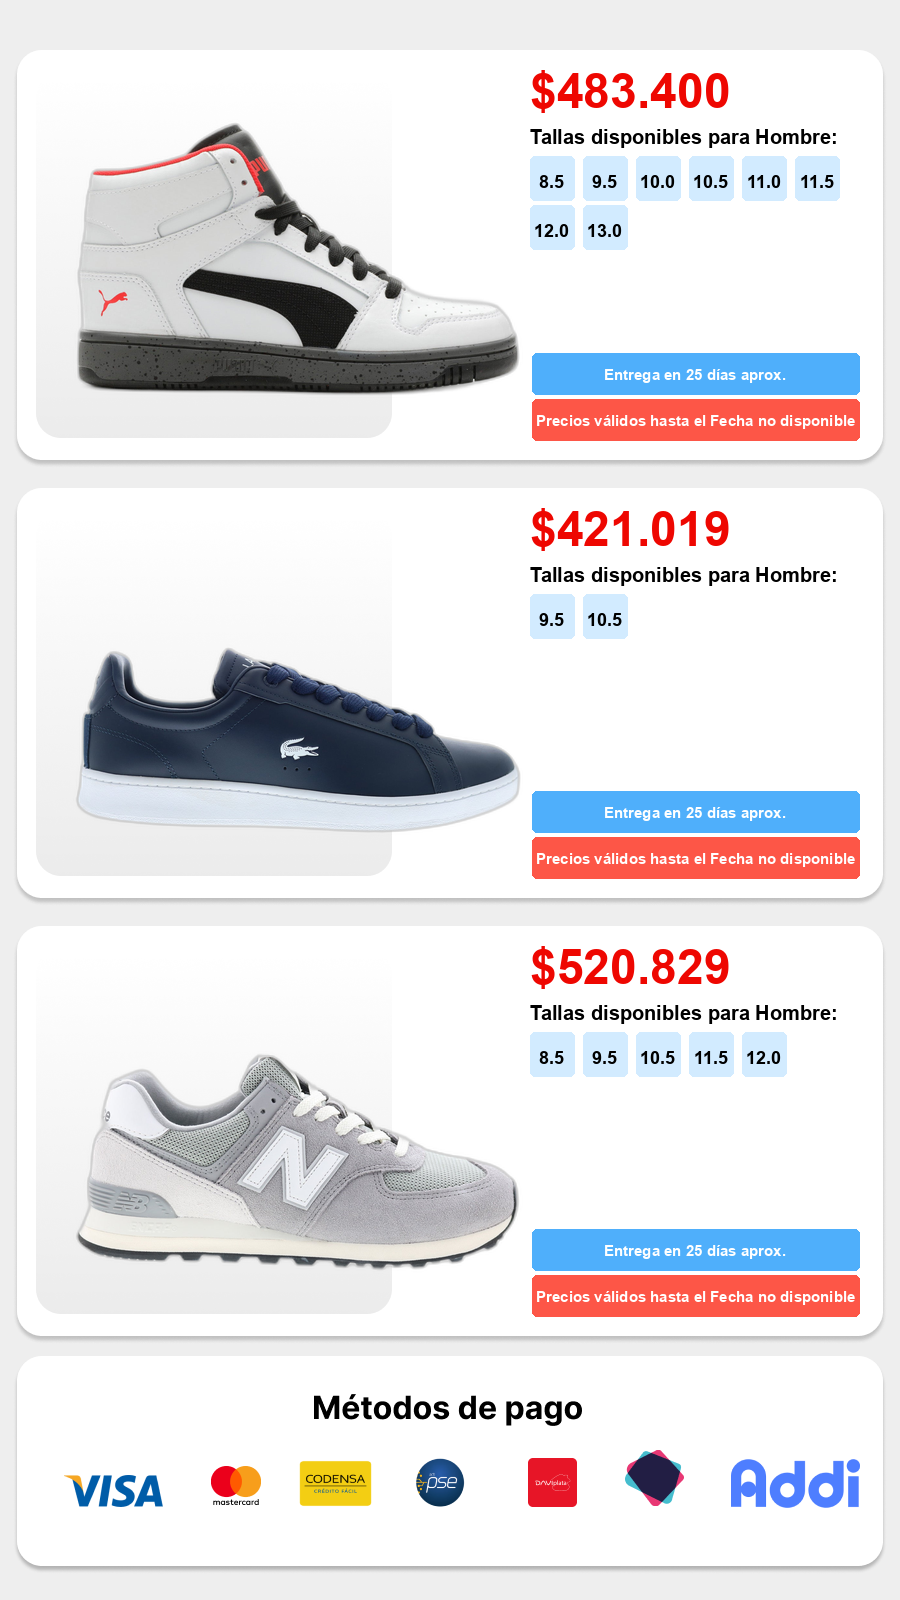 $483.400
Tallas disponibles para Hombre:
8.5 9.5 10.0 10.5 11.0 11.5
12.0 13.0
Entrega en 25 días aprox.
Precios válidos hasta el Fecha no disponible
$421.019
Tallas disponibles para Hombre:
9.5 10.5
Entrega en 25 días aprox.
Precios válidos hasta el Fecha no disponible
$520.829
Tallas disponibles para Hombre:
8.5 9.5 10.5 11.5 12.0
N
Entrega en 25 días aprox.
Precios válidos hasta el Fecha no disponible
Métodos de pago
VISA
mastercard
CODENSA
CRÉDITO FÁCIL
pse
DAVIplata
Addi